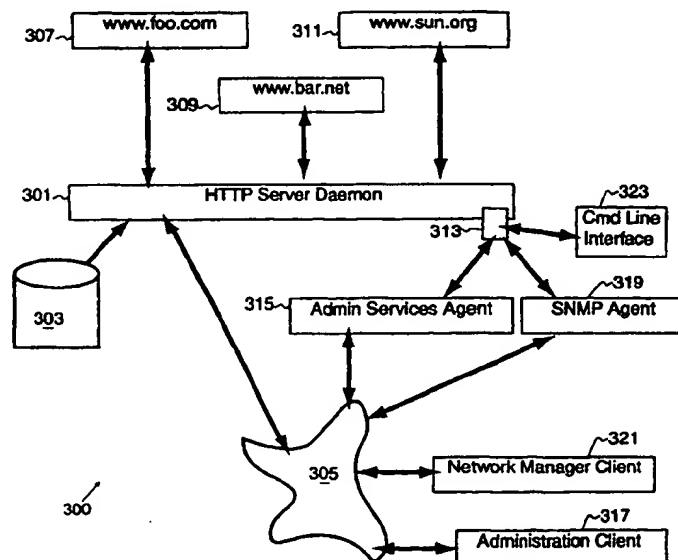 www.foo.com
307
311
www.sun.org
www.bar.net
309
301
HTTP Server Daemon
323
313
Cmd Line
Interface
303
315
Admin Services Agent
319
SNMP Agent
305
321
Network Manager Client
300
317
Administration Client